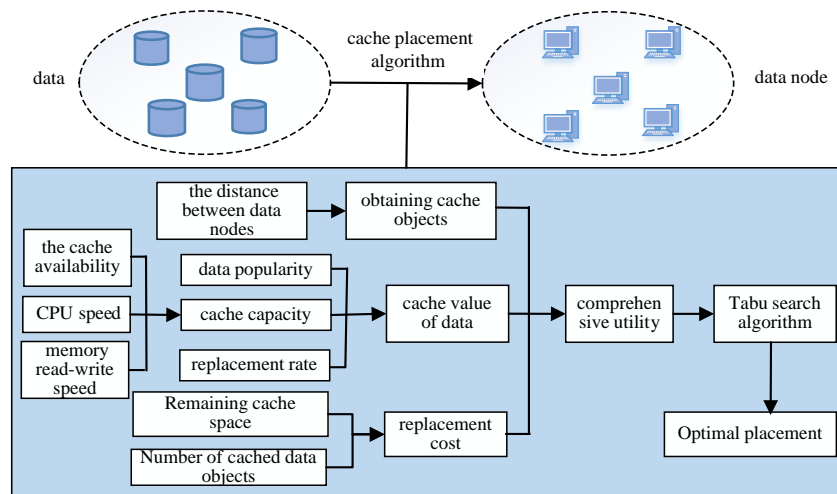 data
cache placement
algorithm
data node
the distance
between data
nodes
obtaining cache
objects
the cache
availability
data popularity
CPU speed
cache capacity
cache value
of data
comprehen
sive utility
Tabu search
algorithm
memory
read-write
speed
replacement rate
Remaining cache
space
replacement
cost
Number of cached data
objects
Optimal placement